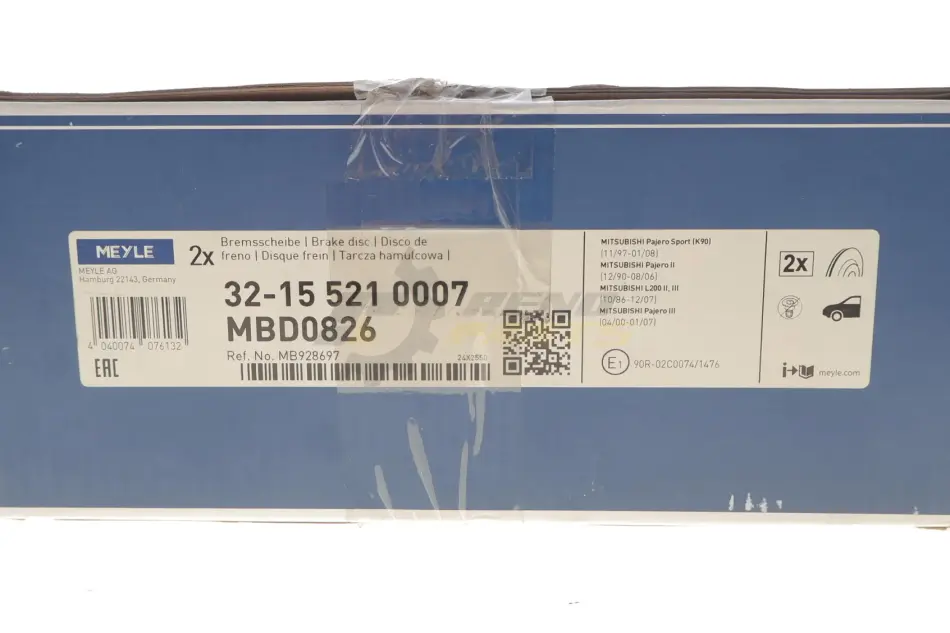 MEYLE
MEYLE AG
Hamburg 22143, Germany
4 040074 076132
EAC
2x
Bremsscheibe | Brake disc | Disco de
freno | Disque frein | Tarcza hamulcowa |
32-15 521 0007
MBD0826
Ref. No. MB928697
24X2550
MITSUBISHI Pajero Sport (K90)
(11/97-01/08)
MITSUBISHI Pajero II
(12/90-08/06)
MITSUBISHI L200 II, III
(10/86-12/07)
MITSUBISHI Pajero III
(04/00-01/07)
E1 90R-02C0074/1476
2x
meyle.com